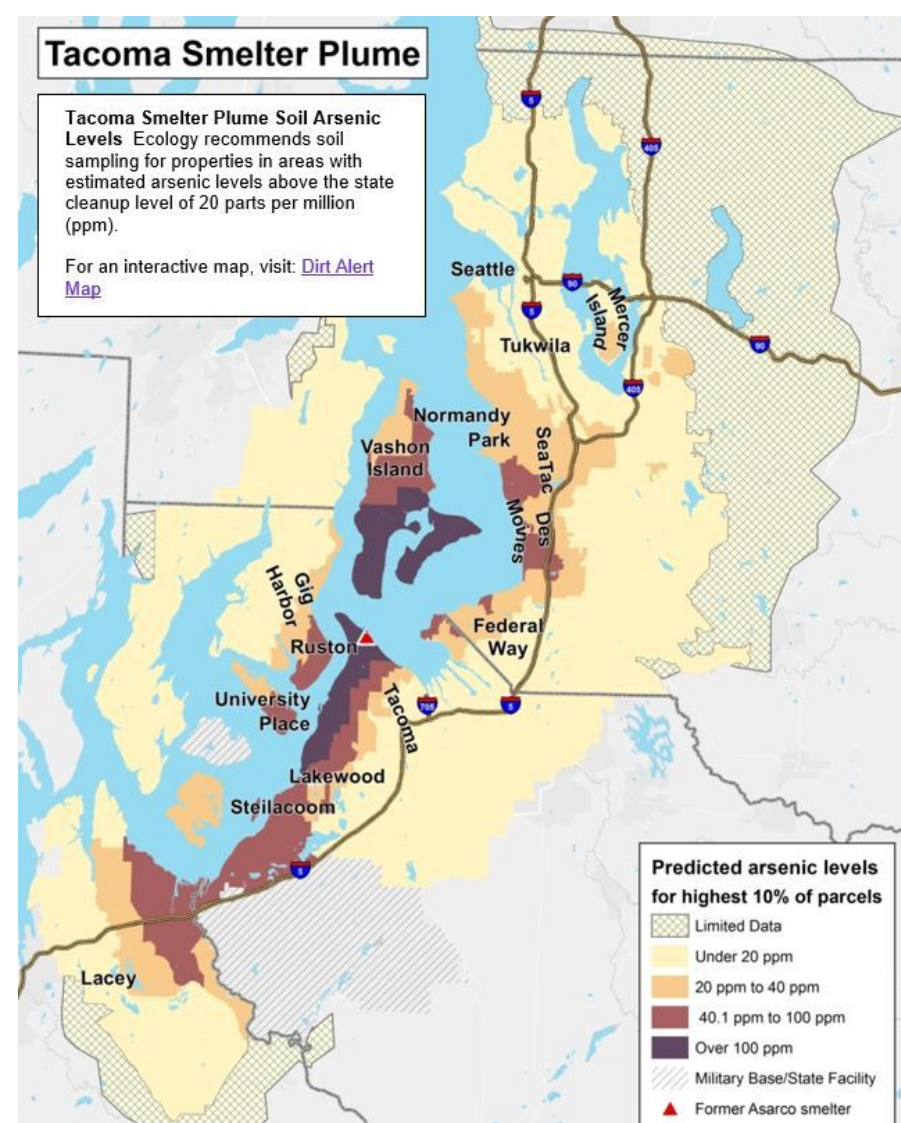 Tacoma Smelter Plume
Tacoma Smelter Plume Soil Arsenic
Levels Ecology recommends soil
sampling for properties in areas with
estimated arsenic levels above the state
cleanup level of 20 parts per million
(ppm).
For an interactive map, visit: Dirt Alert
Map
5
405
Seattle
90
Mercer
Island
5
Tukwila
90
405
Normandy
Park
Vashon
Island
SeaTac
Des
Moines
Gig
Harbor
Federal
Way
Ruston
University
Place
Tacoma
705
5
Lakewood
Steilacoom
5
Lacey
Predicted arsenic levels
for highest 10% of parcels
Limited Data
Under 20 ppm
20 ppm to 40 ppm
40.1 ppm to 100 ppm
Over 100 ppm
Military Base/State Facility
Former Asarco smelter